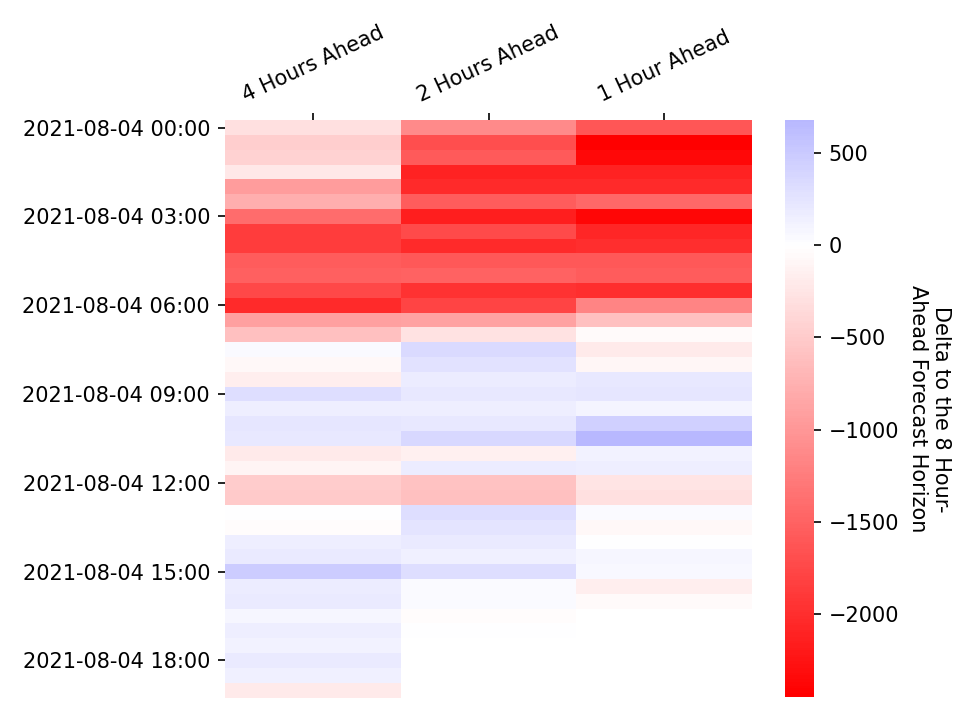 4 Hours Ahead
2 Hours Ahead
1 Hour Ahead
2021-08-04 00:00
2021-08-04 03:00
2021-08-04 06:00
2021-08-04 09:00
2021-08-04 12:00
2021-08-04 15:00
2021-08-04 18:00
500
0
−500
−1000
−1500
−2000
Delta to the 8 Hour-
Ahead Forecast Horizon